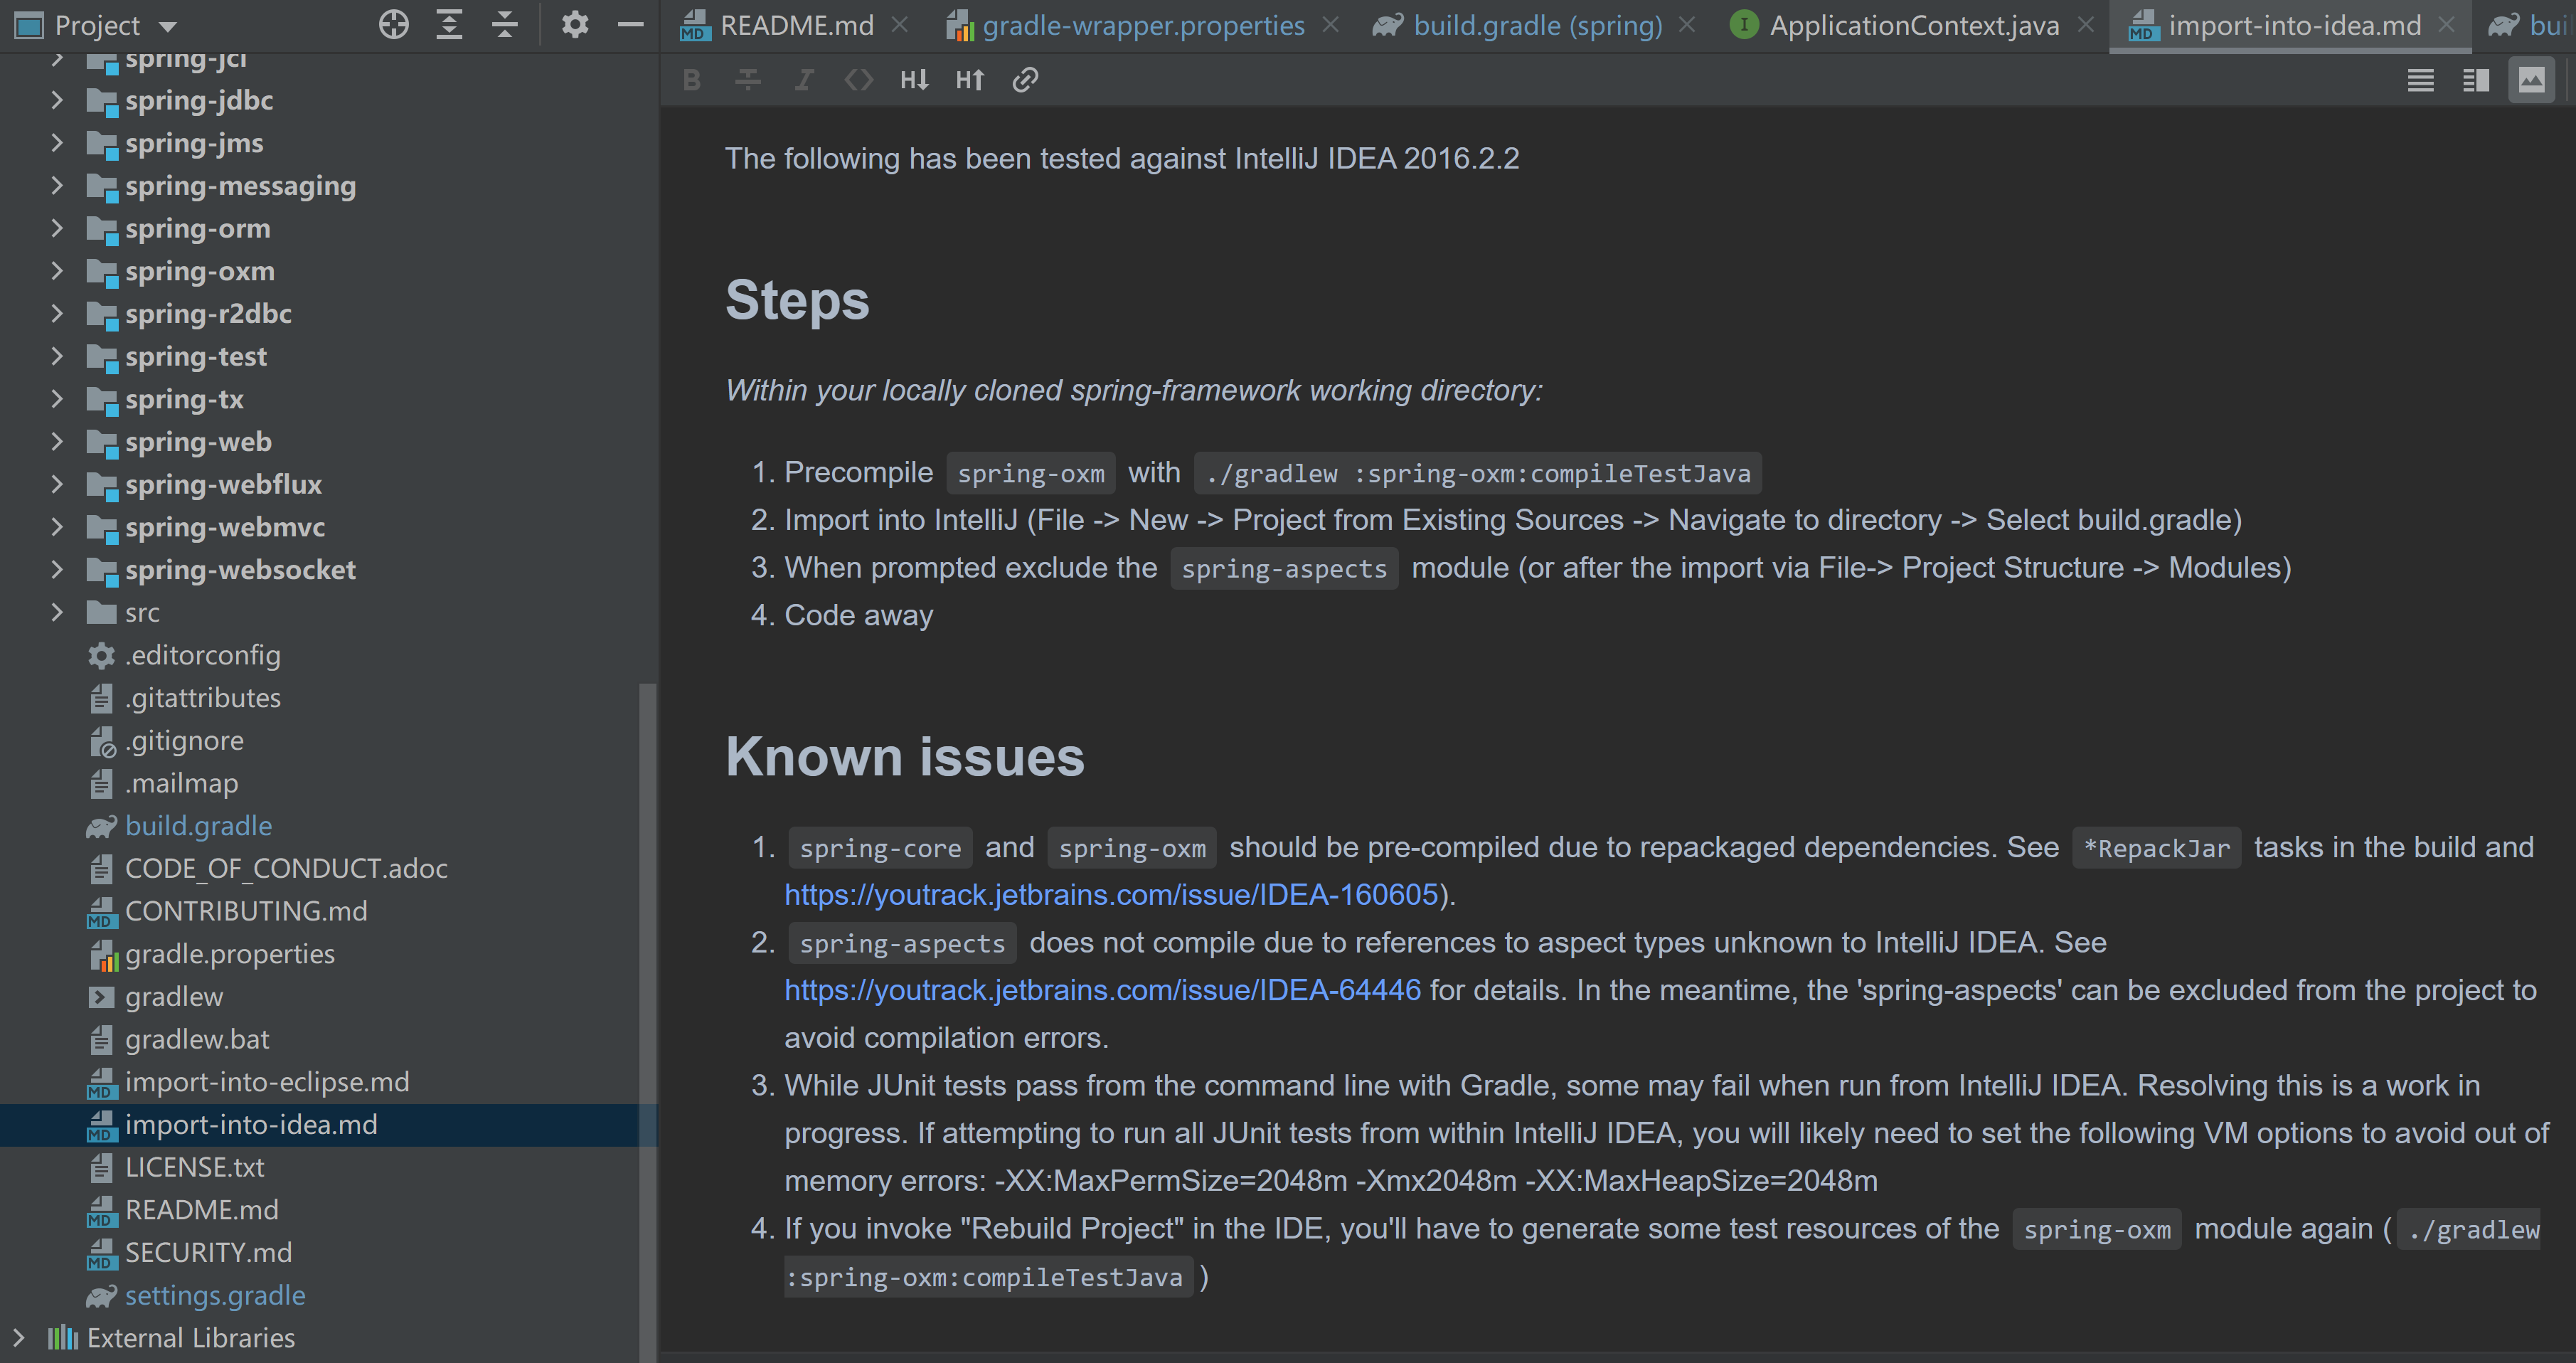 Project
README.md
gradle-wrapper.properties
build.gradle (spring)
ApplicationContext.java
import-into-idea.md
bui
spring-jcl
spring-jdbc
spring-jms
spring-messaging
spring-orm
spring-oxm
spring-r2dbc
spring-test
spring-tx
spring-web
spring-webflux
spring-webmvc
spring-websocket
src
.editorconfig
.gitattributes
.gitignore
.mailmap
build.gradle
CODE_OF_CONDUCT.adoc
CONTRIBUTING.md
gradle.properties
gradlew
gradlew.bat
import-into-eclipse.md
import-into-idea.md
LICENSE.txt
README.md
SECURITY.md
settings.gradle
External Libraries
The following has been tested against IntelliJ IDEA 2016.2.2
Steps
Within your locally cloned spring-framework working directory:
1. Precompile spring-oxm with ./gradlew :spring-oxm:compileTestJava
2. Import into IntelliJ (File -> New -> Project from Existing Sources -> Navigate to directory -> Select build.gradle)
3. When prompted exclude the spring-aspects module (or after the import via File-> Project Structure -> Modules)
4. Code away
Known issues
1. spring-core and spring-oxm should be pre-compiled due to repackaged dependencies. See *RepackJar tasks in the build and
https://youtrack.jetbrains.com/issue/IDEA-160605).
2. spring-aspects does not compile due to references to aspect types unknown to IntelliJ IDEA. See
https://youtrack.jetbrains.com/issue/IDEA-64446 for details. In the meantime, the 'spring-aspects' can be excluded from the project to
avoid compilation errors.
3. While JUnit tests pass from the command line with Gradle, some may fail when run from IntelliJ IDEA. Resolving this is a work in
progress. If attempting to run all JUnit tests from within IntelliJ IDEA, you will likely need to set the following VM options to avoid out of
memory errors: -XX:MaxPermSize=2048m -Xmx2048m -XX:MaxHeapSize=2048m
4. If you invoke "Rebuild Project" in the IDE, you'll have to generate some test resources of the spring-oxm module again ( ./gradlew
:spring-oxm:compileTestJava )